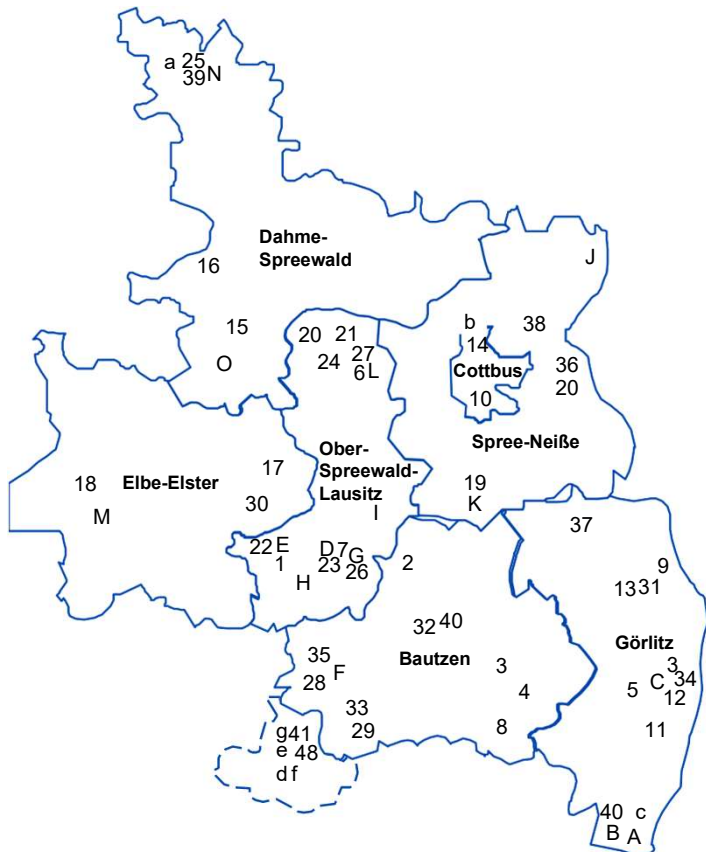 a 25
39 N
Dahme-
Spreewald
J
16
15
O
20 21
24 27
6 L
b
14
38
Cottbus
36
20
10
Spree-Neiße
19
K
18
Elbe-Elster
17
M
30
Ober-
Spreewald-
Lausitz
I
22 E
1
D 7 G
23 26
H
2
37
9
13 31
32 40
Görlitz
Bautzen
3
4
8
35
F
28
33
29
3
C 34
5 12
11
g 41
e 48
d f
40 c
B A